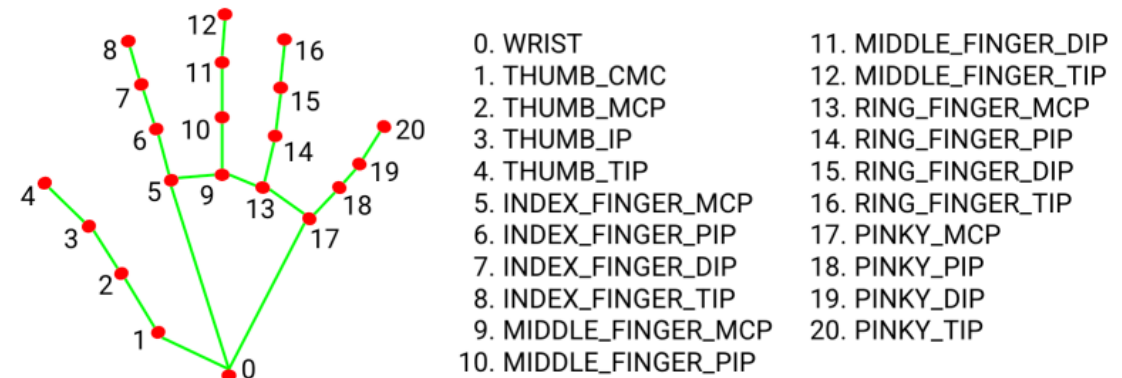 12
8
16
11
7
15
10
20
6
14
19
4
5
9
13
18
3
17
2
1
0
0. WRIST
1. THUMB_CMC
2. THUMB_MCP
3. THUMB_IP
4. THUMB_TIP
5. INDEX_FINGER_MCP
6. INDEX_FINGER_PIP
7. INDEX_FINGER_DIP
8. INDEX_FINGER_TIP
9. MIDDLE_FINGER_MCP
10. MIDDLE_FINGER_PIP
11. MIDDLE_FINGER_DIP
12. MIDDLE_FINGER_TIP
13. RING_FINGER_MCP
14. RING_FINGER_PIP
15. RING_FINGER_DIP
16. RING_FINGER_TIP
17. PINKY_MCP
18. PINKY_PIP
19. PINKY_DIP
20. PINKY_TIP